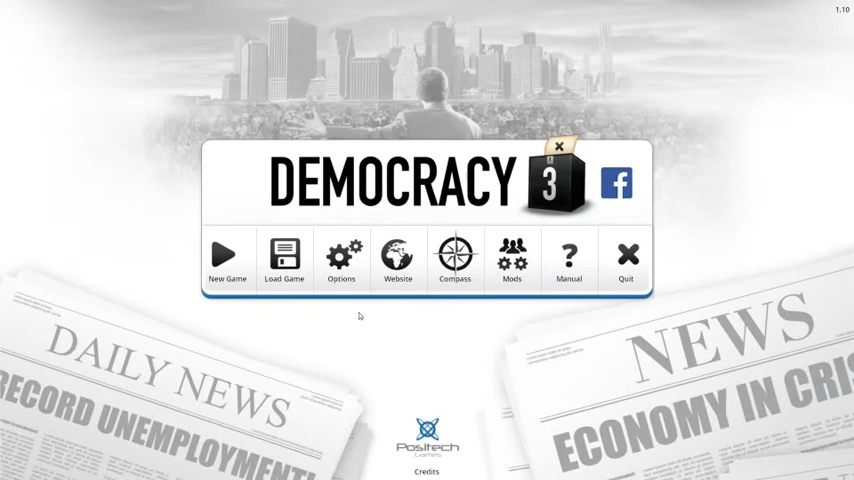 1.10
DEMOCRACY 3
New Game
Load Game
Options
Website
Compass
Mods
?
Manual
Quit
DAILY NEWS
RECORD UNEMPLOYMENT!
NEWS
ECONOMY IN CRIS
Positech
Games
Credits